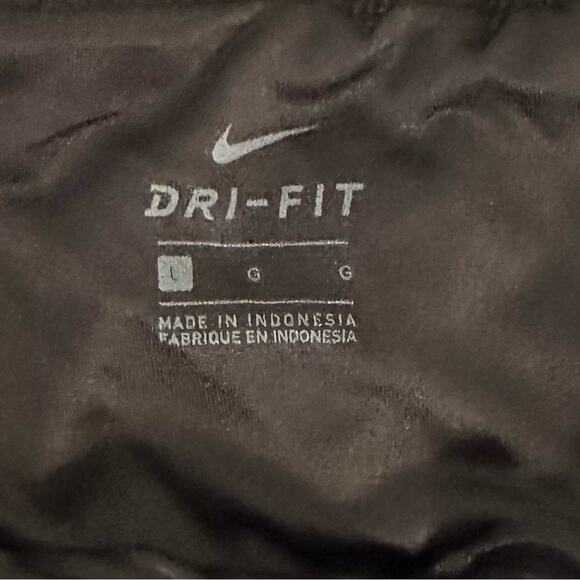 DRI-FIT
L G G
MADE IN INDONESIA
FABRIQUE EN INDONESIA